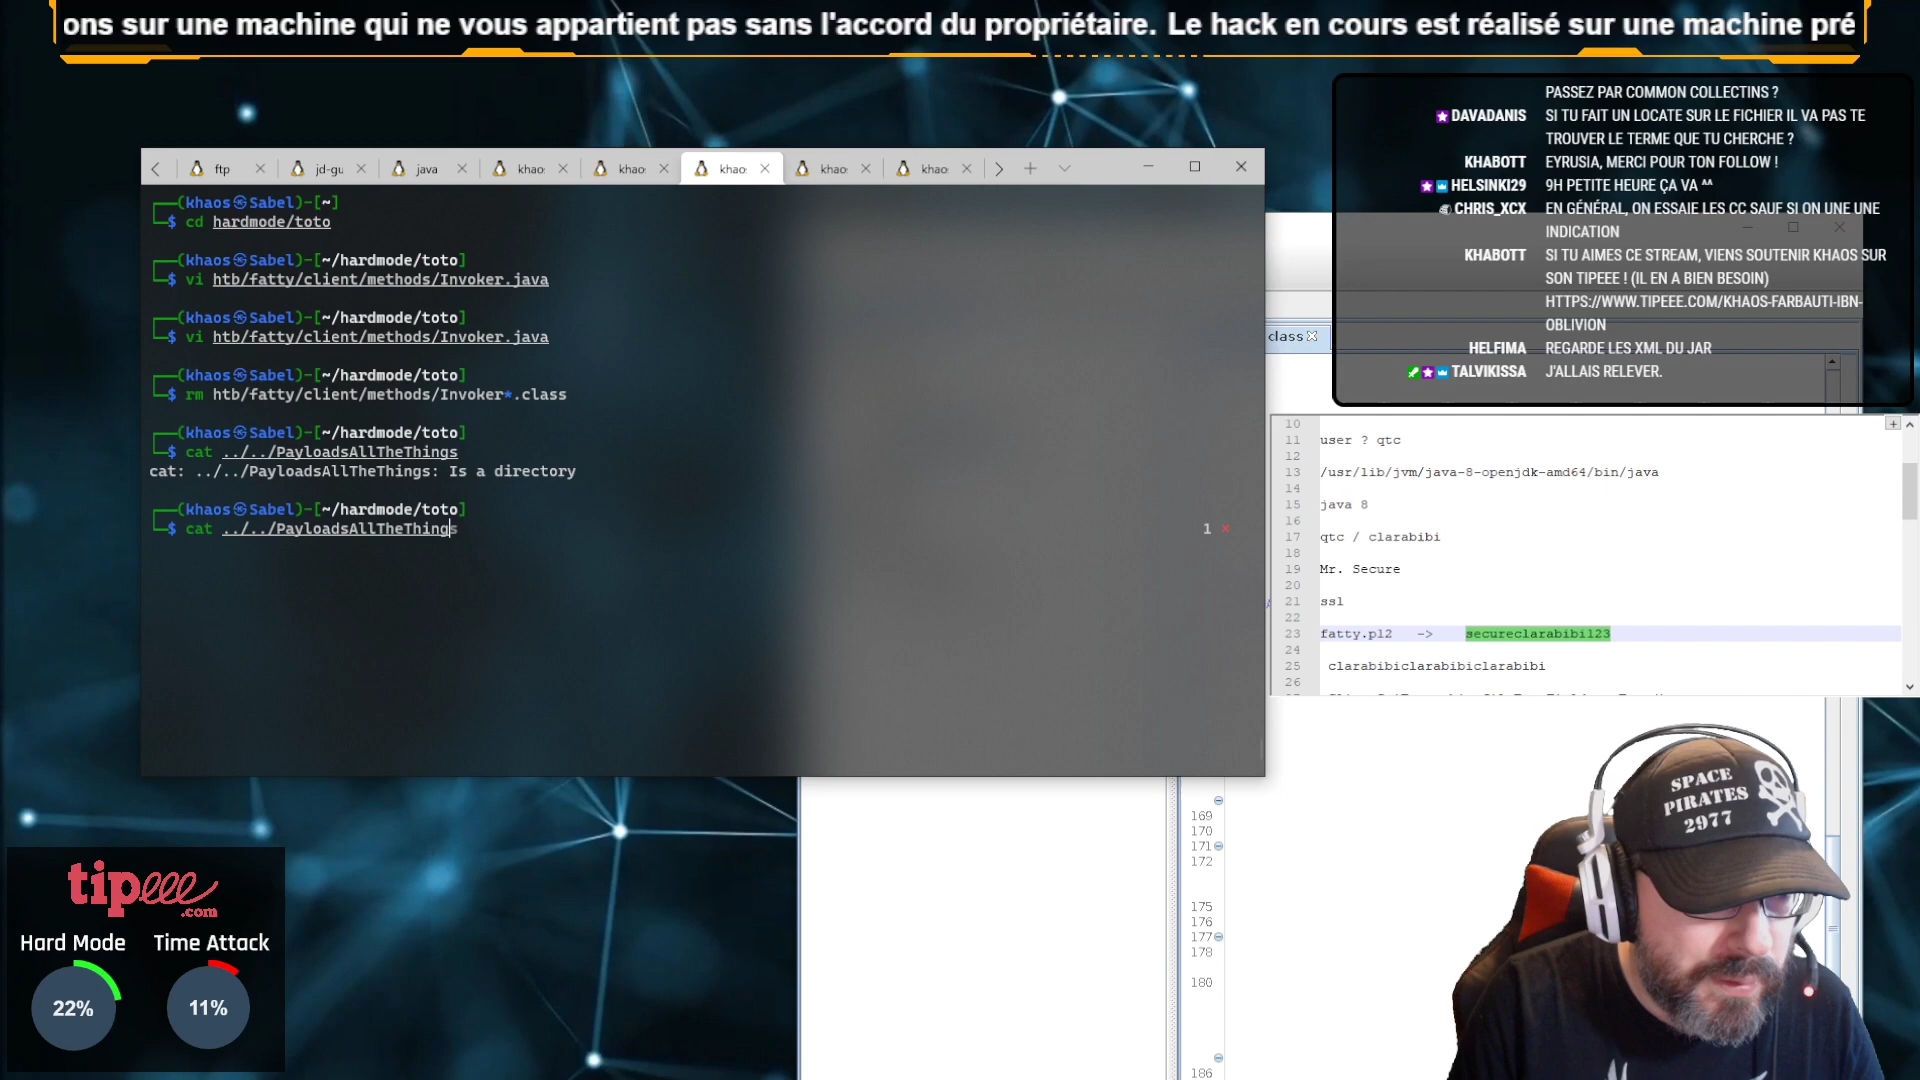 ons sur une machine qui ne vous appartient pas sans l'accord du propriétaire. Le hack en cours est réalisé sur une machine pré
PASSEZ PAR COMMON COLLECTINS ?
DAVADANIS SI TU FAIT UN LOCATE SUR LE FICHIER IL VA PAS TE
TROUVER LE TERME QUE TU CHERCHE ?
KHABOTT EYRUSIA, MERCI POUR TON FOLLOW !
HELSINKI29 9H PETITE HEURE ÇA VA ^^
CHRIS_XCX EN GÉNÉRAL, ON ESSAIE LES CC SAUF SI ON UNE UNE
INDICATION
KHABOTT SI TU AIMES CE STREAM, VIENS SOUTENIR KHAOS SUR
SON TIPEEE ! (IL EN A BIEN BESOIN)
HTTPS://WWW.TIPEEE.COM/KHAOS-FARBAUTI-IBN-
OBLIVION
HELFIMA REGARDE LES XML DU JAR
TALVIKISSA J'ALLAIS RELEVER.
ftp jd-gu java khao: khao: khao: khao: khao:
(khaos㉿Sabel)-[~]
$ cd hardmode/toto
(khaos㉿Sabel)-[~/hardmode/toto]
$ vi htb/fatty/client/methods/Invoker.java
(khaos㉿Sabel)-[~/hardmode/toto]
$ vi htb/fatty/client/methods/Invoker.java
(khaos㉿Sabel)-[~/hardmode/toto]
$ rm htb/fatty/client/methods/Invoker*.class
(khaos㉿Sabel)-[~/hardmode/toto]
$ cat ../../PayloadsAllTheThings
cat: ../../PayloadsAllTheThings: Is a directory
(khaos㉿Sabel)-[~/hardmode/toto]
$ cat ../../PayloadsAllTheThings 1 ×
class
10
11 user ? qtc
12
13 /usr/lib/jvm/java-8-openjdk-amd64/bin/java
14
15 java 8
16
17 qtc / clarabibi
18
19 Mr. Secure
20
21 ssl
22
23 fatty.p12 -> secureclarabibi123
24
25 clarabibiclarabibiclarabibi
26
169
170
171
172
175
176
177
178
180
186
SPACE
PIRATES
2977
tipeee
.com
Hard Mode Time Attack
22% 11%